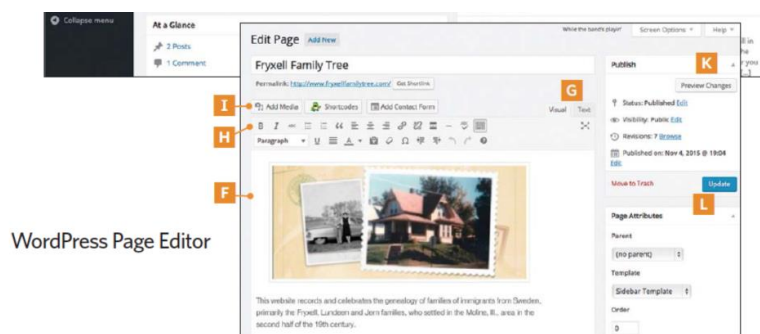 Collapse menu
At a Glance
2 Posts
1 Comment
Edit Page Add New
Screen Options Help
Fryxell Family Tree
Permalink: http://www.fryxellfamilytree.com/ Get Shortlink
I Add Media Shortcodes Add Contact Form
G
Visual Text
H
Paragraph
F
K
Publish
Preview Changes
Status: Published Edit
Visibility: Public Edit
Revisions: 7 Browse
Published on: Nov 4, 2015 @ 19:04
Edit
Move to Trash Update
L
Page Attributes
Parent
(no parent)
Template
Sidebar Template
Order
0
WordPress Page Editor
This website records and celebrates the genealogy of families of immigrants from Sweden,
primarily the Fryxell, Lundeen and Jorn families, who settled in the Moline, Ill., area in the
second half of the 19th century.